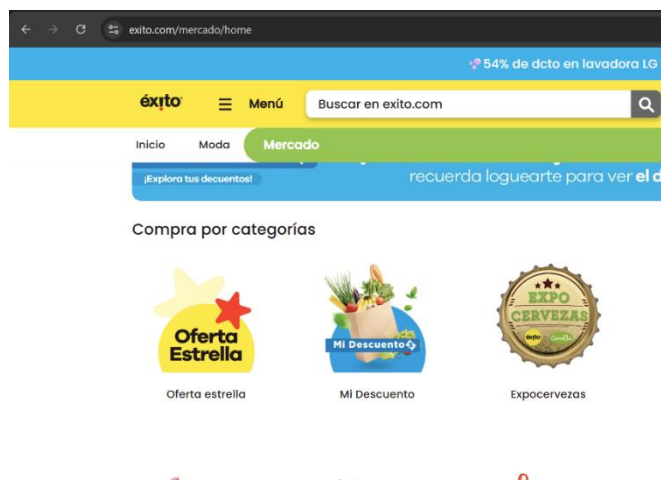 exito.com/mercado/home
54% de dcto en lavadora LG
éxito
Menú
Buscar en exito.com
Inicio Moda Mercado
¡Explora tus decuentos!
recuerda loguearte para ver el d
Compra por categorías
Oferta
Estrella
Mi Descuento
EXPO
CERVEZAS
éxito
Oferta estrella
Mi Descuento
Expocervezas